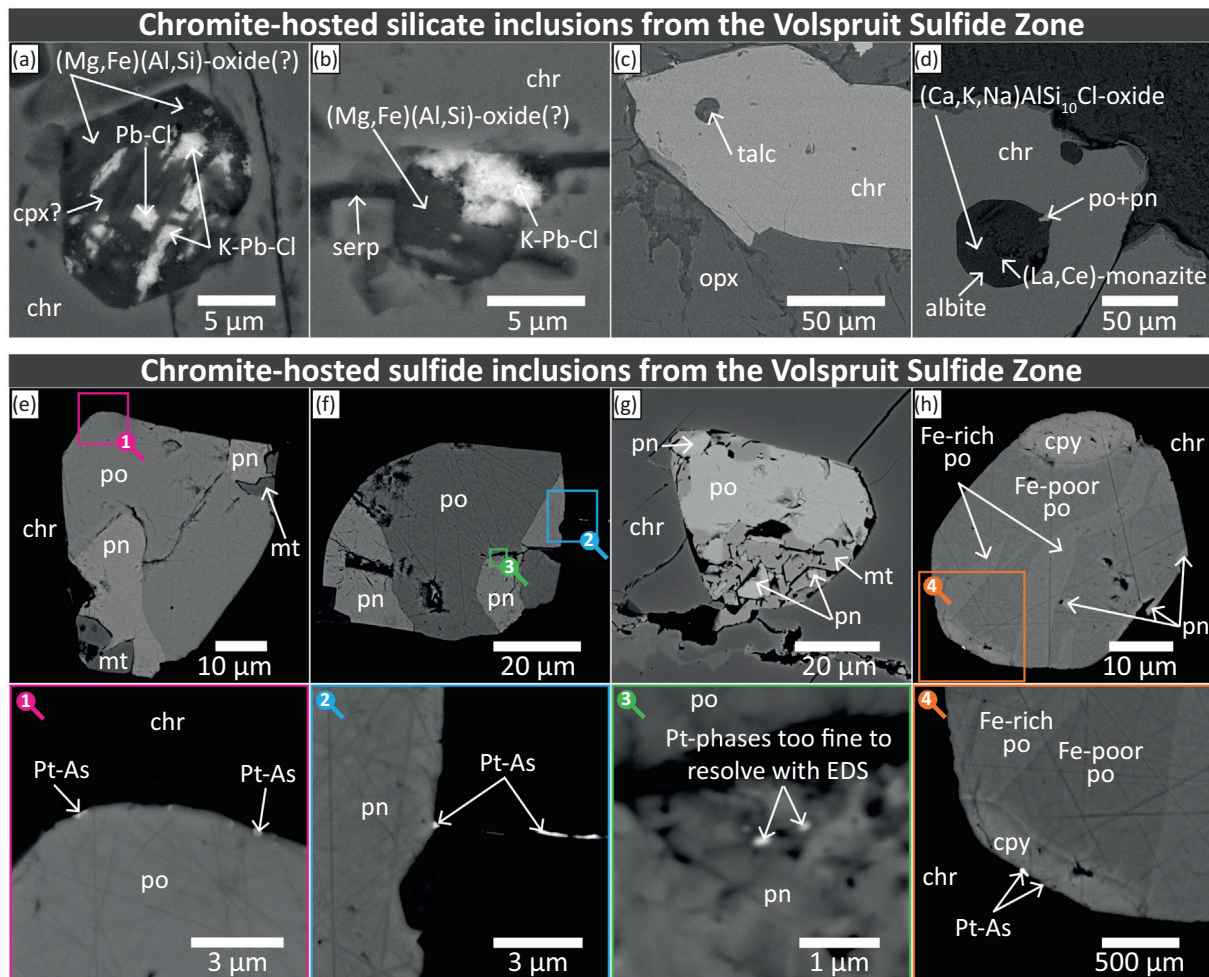 Chromite-hosted silicate inclusions from the Volspruit Sulfide Zone
(a)
(Mg,Fe)(Al,Si)-oxide(?)
Pb-Cl
cpx?
K-Pb-Cl
chr
5 μm
(b)
chr
(Mg,Fe)(Al,Si)-oxide(?)
serp
K-Pb-Cl
5 μm
(c)
talc
chr
opx
50 μm
(d)
(Ca,K,Na)AlSi₁₀Cl-oxide
chr
po+pn
(La,Ce)-monazite
albite
50 μm
Chromite-hosted sulfide inclusions from the Volspruit Sulfide Zone
(e)
1
po
pn
chr
mt
pn
mt
10 μm
(f)
po
2
3
pn
pn
20 μm
(g)
pn
po
chr
mt
pn
20 μm
(h)
cpy
chr
Fe-rich
po
Fe-poor
po
4
pn
10 μm
1
chr
Pt-As
Pt-As
po
3 μm
2
Pt-As
pn
3 μm
3
po
Pt-phases too fine to
resolve with EDS
pn
1 μm
4
Fe-rich
po
Fe-poor
po
cpy
chr
Pt-As
500 μm